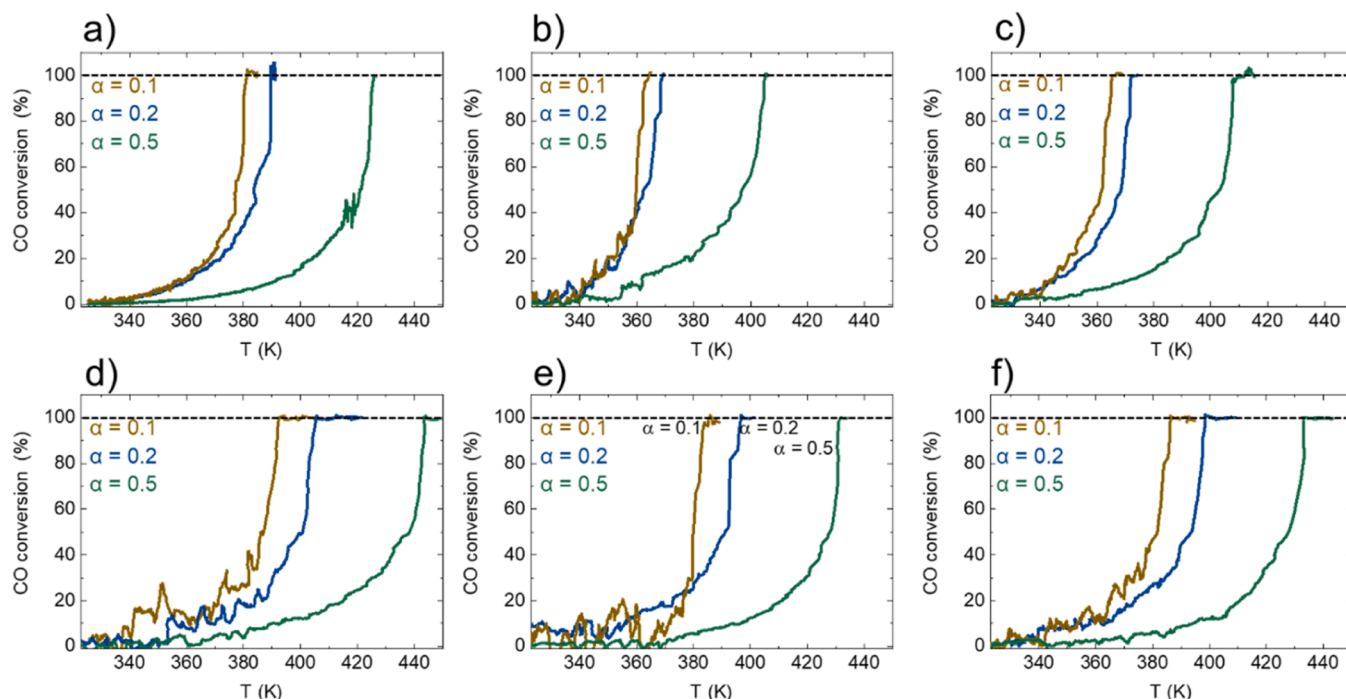 a)
α = 0.1
α = 0.2
α = 0.5
CO conversion (%)
0
20
40
60
80
100
340 360 380 400 420 440
T (K)
b)
α = 0.1
α = 0.2
α = 0.5
CO conversion (%)
0
20
40
60
80
100
340 360 380 400 420 440
T (K)
c)
α = 0.1
α = 0.2
α = 0.5
CO conversion (%)
0
20
40
60
80
100
340 360 380 400 420 440
T (K)
d)
α = 0.1
α = 0.2
α = 0.5
CO conversion (%)
0
20
40
60
80
100
340 360 380 400 420 440
T (K)
e)
α = 0.1
α = 0.2
α = 0.5
α = 0.1
α = 0.2
α = 0.5
CO conversion (%)
0
20
40
60
80
100
340 360 380 400 420 440
T (K)
f)
α = 0.1
α = 0.2
α = 0.5
CO conversion (%)
0
20
40
60
80
100
340 360 380 400 420 440
T (K)